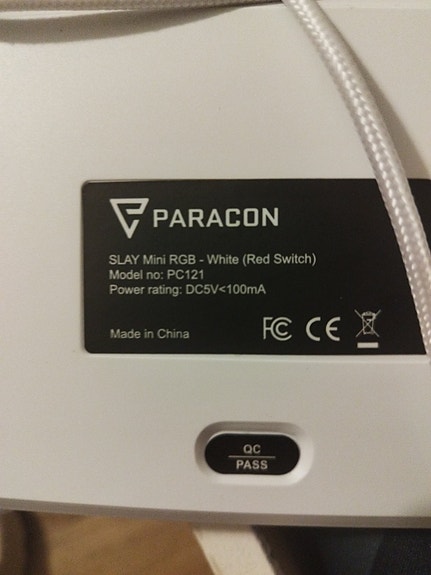 PARACON
SLAY Mini RGB - White (Red Switch)
Model no: PC121
Power rating: DC5V<100mA
Made in China
FC CE
QC
PASS